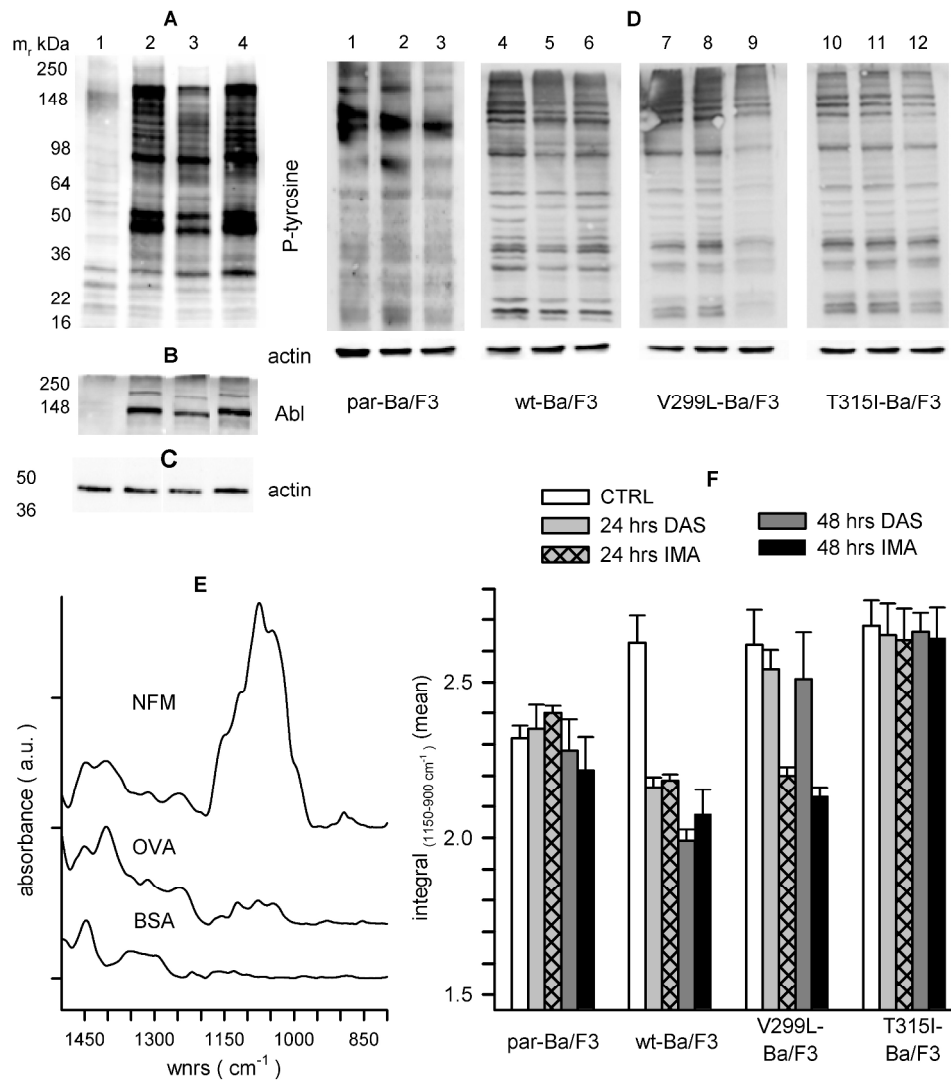 A
D
mr kDa
1 2 3 4
1 2 3 4 5 6 7 8 9 10 11 12
250
148
98
64
50
36
22
16
P-tyrosine
actin
par-Ba/F3
wt-Ba/F3
V299L-Ba/F3
T315I-Ba/F3
B
250
148
Abl
C
50
36
actin
E
NFM
OVA
BSA
absorbance ( a.u. )
1450 1300 1150 1000 850
wnrs ( cm-1 )
F
CTRL
24 hrs DAS
24 hrs IMA
48 hrs DAS
48 hrs IMA
integral (1150-900 cm-1) (mean)
2.5
2.0
1.5
par-Ba/F3
wt-Ba/F3
V299L-
Ba/F3
T315I-
Ba/F3